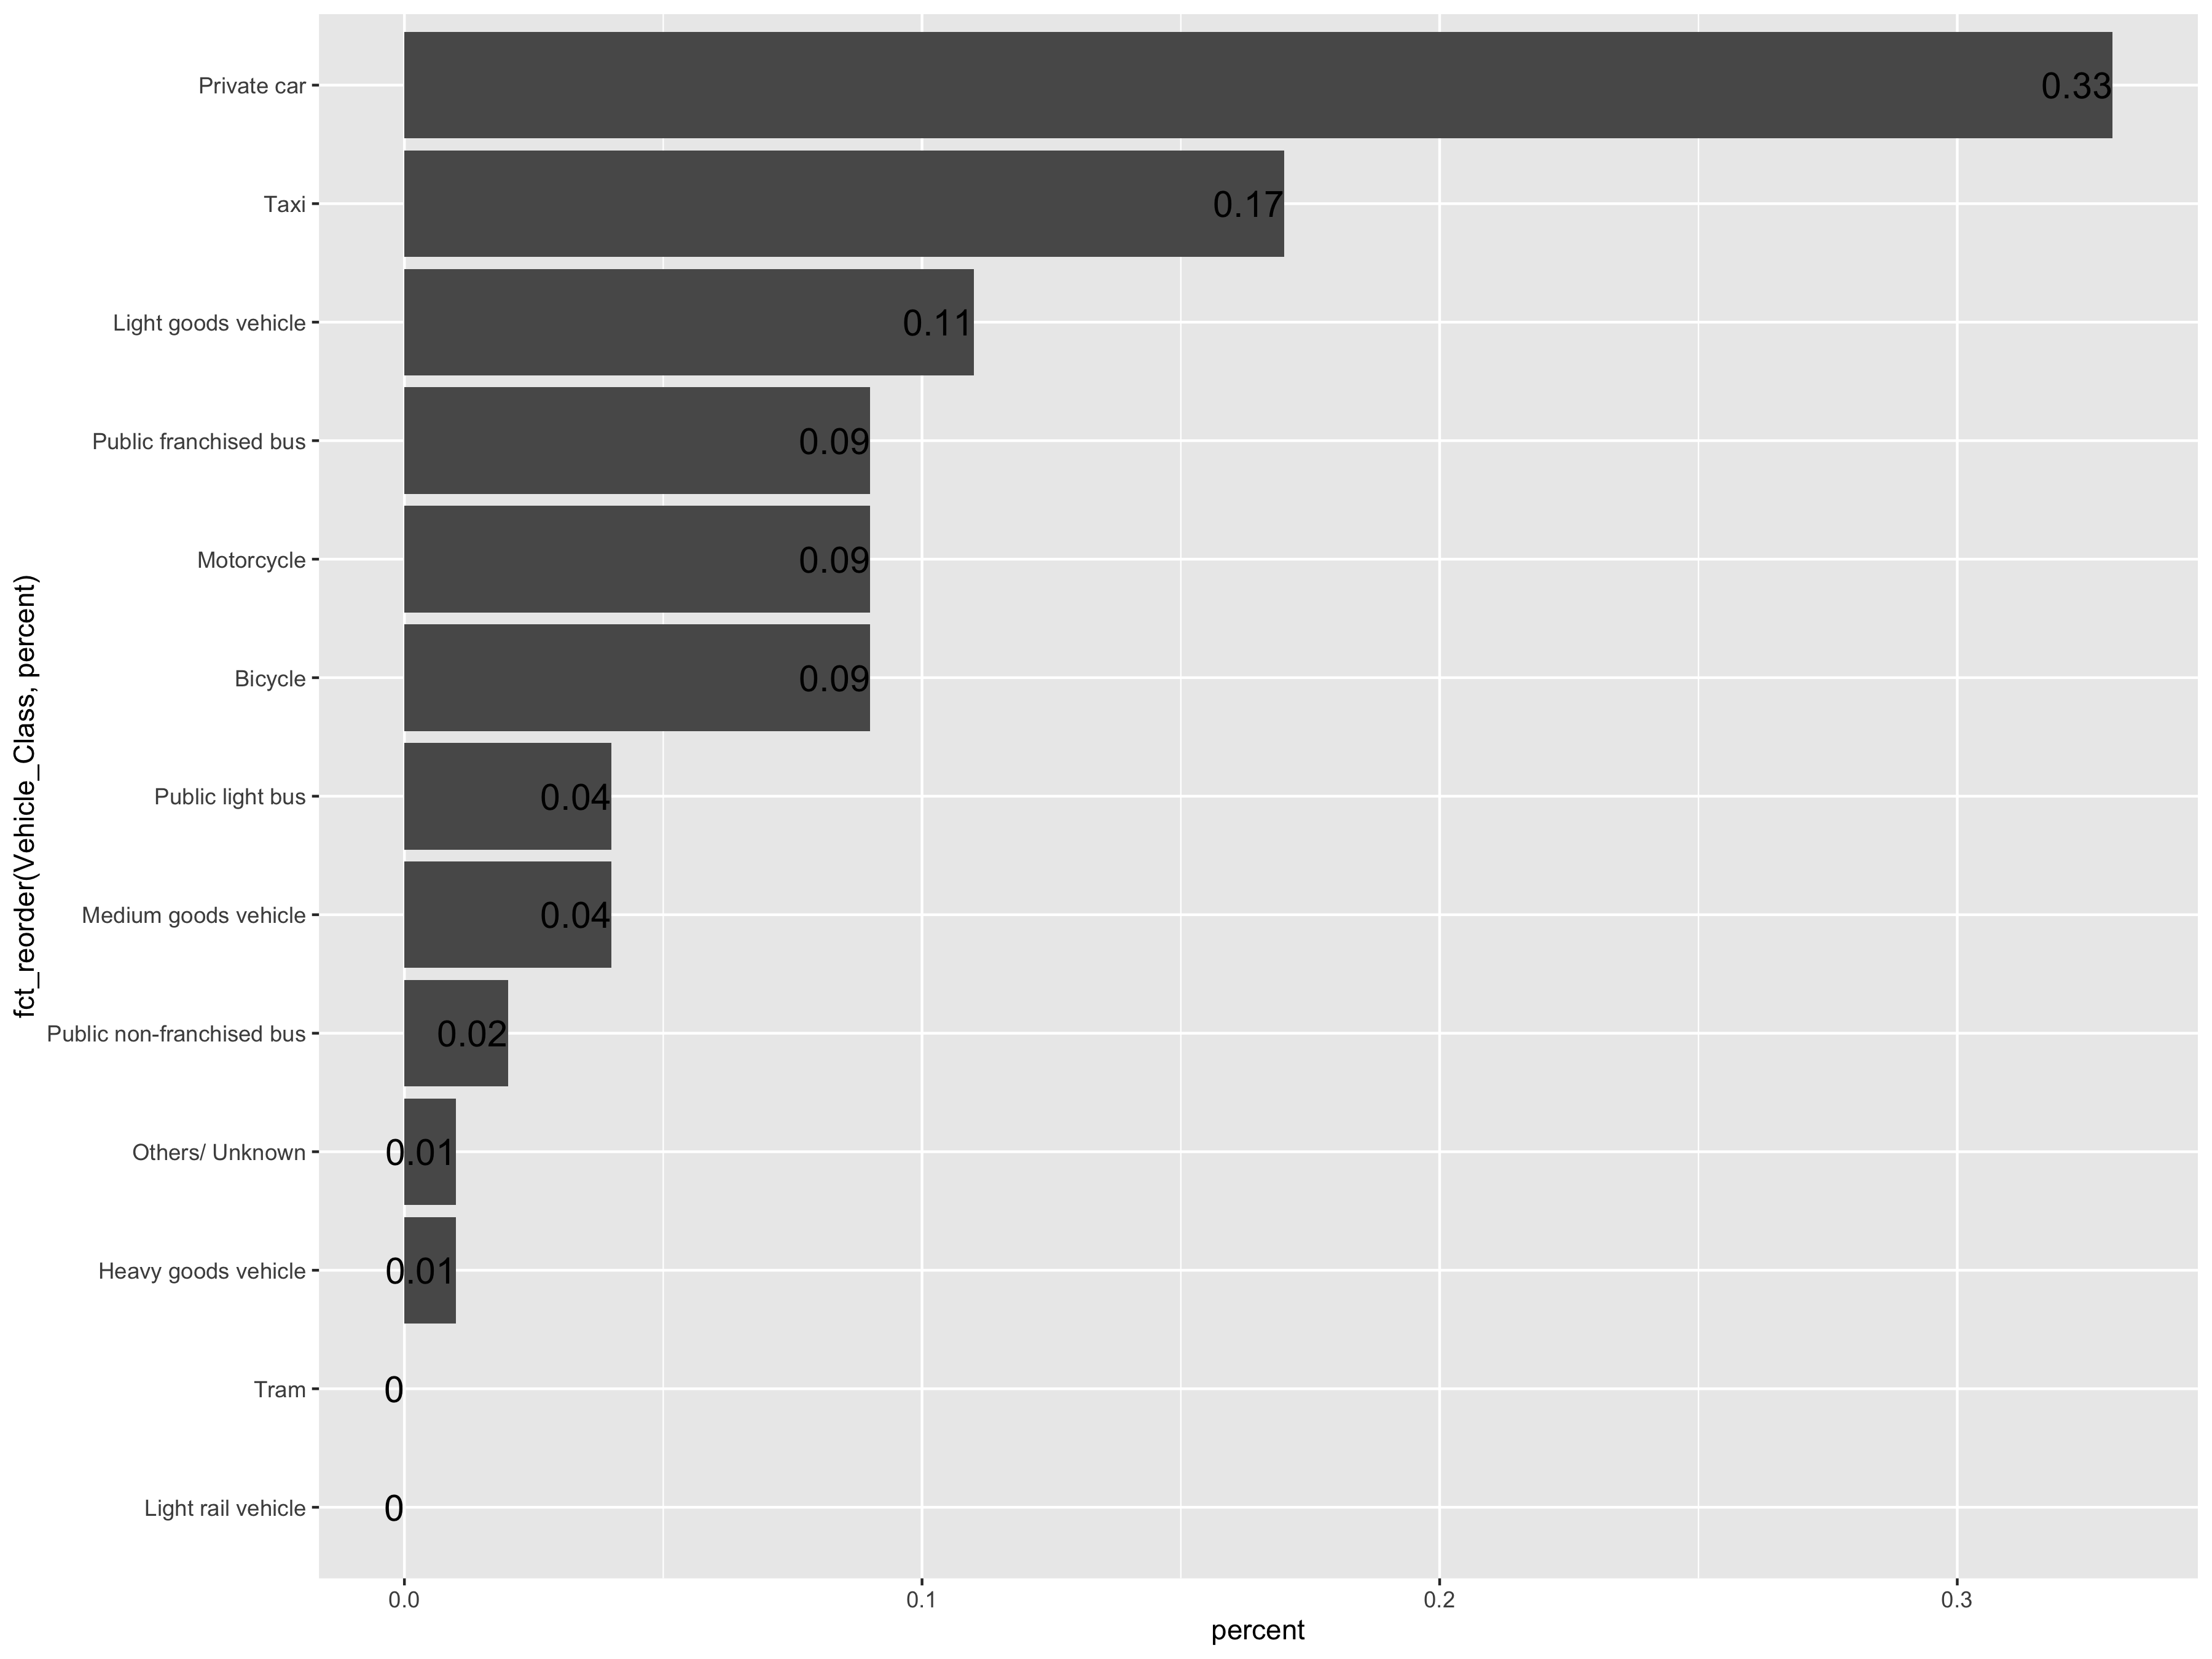 Private car
0.33
Taxi
0.17
Light goods vehicle
0.11
Public franchised bus
0.09
Motorcycle
0.09
Bicycle
0.09
Public light bus
0.04
Medium goods vehicle
0.04
Public non-franchised bus
0.02
Others/ Unknown
0.01
Heavy goods vehicle
0.01
Tram
0
Light rail vehicle
0
fct_reorder(Vehicle_Class, percent)
0.0 0.1 0.2 0.3
percent